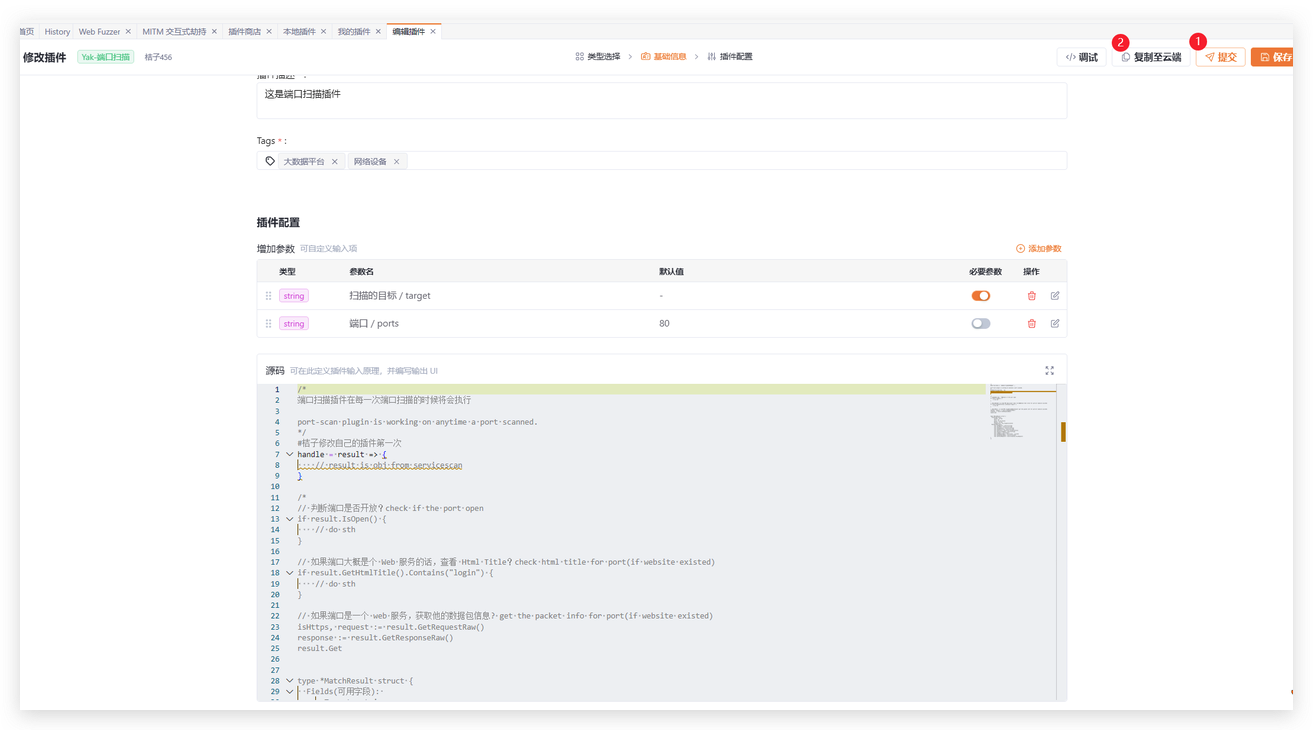 首页 History Web Fuzzer MITM 交互式劫持 插件商店 本地插件 我的插件 编辑插件
修改插件 Yak-端口扫描 桔子456 类型选择 基础信息 插件配置 调试 2 复制至云端 1 提交 保存
插件描述 * :
这是端口扫描插件
Tags * :
大数据平台 网络设备
插件配置
增加参数 可自定义输入项 添加参数
类型 参数名 默认值 必要参数 操作
string 扫描的目标 / target -
string 端口 / ports 80
源码 可在此定义插件输入原理，并编写输出 UI
1 /*
2 端口扫描插件在每一次端口扫描的时候将会执行
3
4 port-scan plugin is working on anytime a port scanned.
5 */
6 #桔子修改自己的插件第一次
7 handle = result => {
8 // result is obj from servicescan
9 }
10
11 /*
12 // 判断端口是否开放？check if the port open
13 if result.IsOpen() {
14 // do sth
15 }
16
17 // 如果端口大概是个 Web 服务的话，查看 Html Title？check html title for port(if website existed)
18 if result.GetHtmlTitle().Contains("login") {
19 // do sth
20 }
21
22 // 如果端口是一个 web 服务，获取他的数据包信息? get the packet info for port(if website existed)
23 isHttps, request := result.GetRequestRaw()
24 response := result.GetResponseRaw()
25 result.Get
26
27
28 type *MatchResult struct {
29 Fields(可用字段):